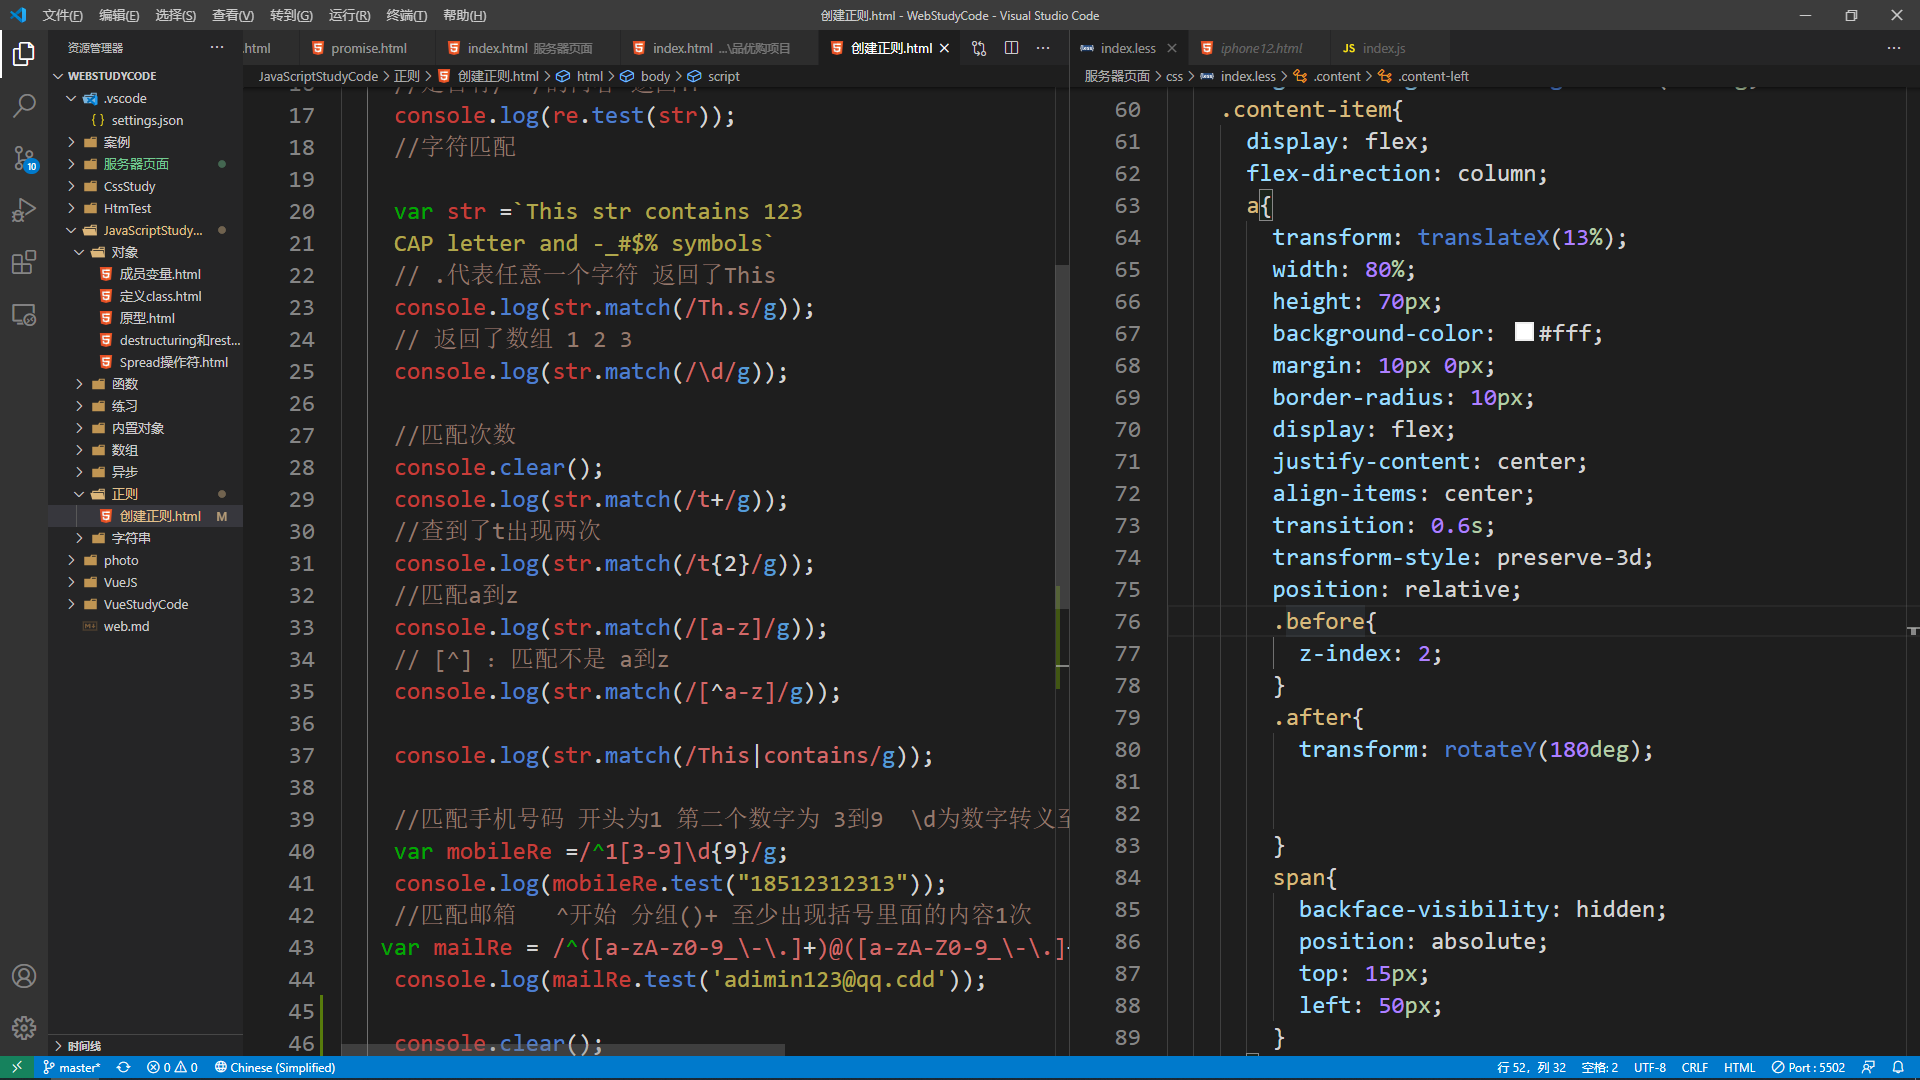 文件(F) 编辑(E) 选择(S) 查看(V) 转到(G) 运行(R) 终端(T) 帮助(H)
创建正则.html - WebStudyCode - Visual Studio Code
资源管理器
WEBSTUDYCODE
.vscode
{ } settings.json
案例
服务器页面
CssStudy
HtmTest
JavaScriptStudy...
对象
成员变量.html
定义class.html
原型.html
destructuring和rest...
Spread操作符.html
函数
练习
内置对象
数组
异步
正则
创建正则.html M
字符串
photo
VueJS
VueStudyCode
web.md
时间线
10
.html promise.html index.html 服务器页面 index.html ...\品优购项目 创建正则.html
JavaScriptStudyCode > 正则 > 创建正则.html > html > body > script
17 console.log(re.test(str));
18 //字符匹配
19
20 var str =`This str contains 123
21 CAP letter and -_#$% symbols`
22 // .代表任意一个字符 返回了This
23 console.log(str.match(/Th.s/g));
24 // 返回了数组 1 2 3
25 console.log(str.match(/\d/g));
26
27 //匹配次数
28 console.clear();
29 console.log(str.match(/t+/g));
30 //查到了t出现两次
31 console.log(str.match(/t{2}/g));
32 //匹配a到z
33 console.log(str.match(/[a-z]/g));
34 // [^] ：匹配不是 a到z
35 console.log(str.match(/[^a-z]/g));
36
37 console.log(str.match(/This|contains/g));
38
39 //匹配手机号码 开头为1 第二个数字为 3到9 \d为数字转义至
40 var mobileRe =/^1[3-9]\d{9}/g;
41 console.log(mobileRe.test("18512312313"));
42 //匹配邮箱 ^开始 分组()+ 至少出现括号里面的内容1次
43 var mailRe = /^([a-zA-z0-9_\-\.]+)@([a-zA-Z0-9_\-\.]+
44 console.log(mailRe.test('adimin123@qq.cdd'));
45
46 console.clear();
index.less iphone12.html JS index.js
服务器页面 > css > index.less > .content > .content-left
60 .content-item{
61 display: flex;
62 flex-direction: column;
63 a{
64 transform: translateX(13%);
65 width: 80%;
66 height: 70px;
67 background-color: #fff;
68 margin: 10px 0px;
69 border-radius: 10px;
70 display: flex;
71 justify-content: center;
72 align-items: center;
73 transition: 0.6s;
74 transform-style: preserve-3d;
75 position: relative;
76 .before{
77 z-index: 2;
78 }
79 .after{
80 transform: rotateY(180deg);
81
82
83 }
84 span{
85 backface-visibility: hidden;
86 position: absolute;
87 top: 15px;
88 left: 50px;
89 }
master* 0 0 Chinese (Simplified) 行 52，列 32 空格: 2 UTF-8 CRLF HTML Port : 5502